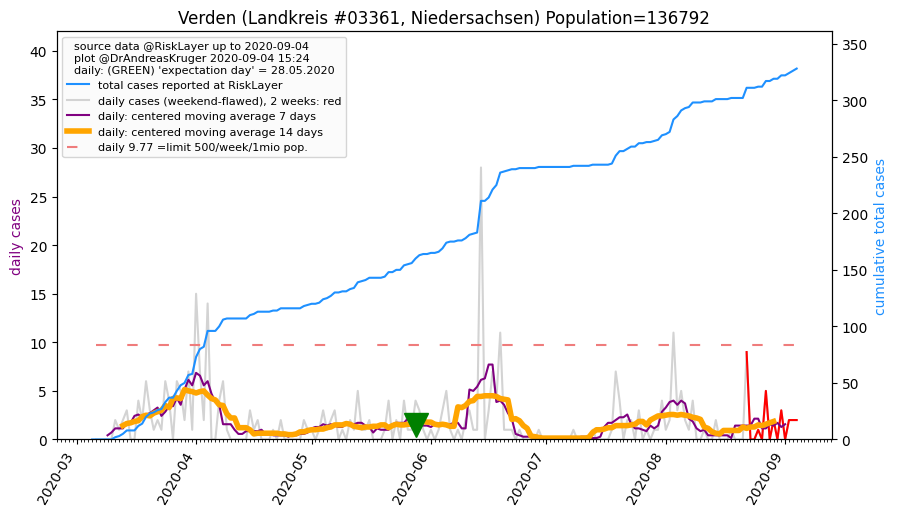 Verden (Landkreis #03361, Niedersachsen) Population=136792
source data @RiskLayer up to 2020-09-04
plot @DrAndreasKruger 2020-09-04 15:24
daily: (GREEN) 'expectation day' = 28.05.2020
total cases reported at RiskLayer
daily cases (weekend-flawed), 2 weeks: red
daily: centered moving average 7 days
daily: centered moving average 14 days
daily 9.77 =limit 500/week/1mio pop.
daily cases
40
35
30
25
20
15
10
5
0
cumulative total cases
350
300
250
200
150
100
50
0
2020-03
2020-04
2020-05
2020-06
2020-07
2020-08
2020-09